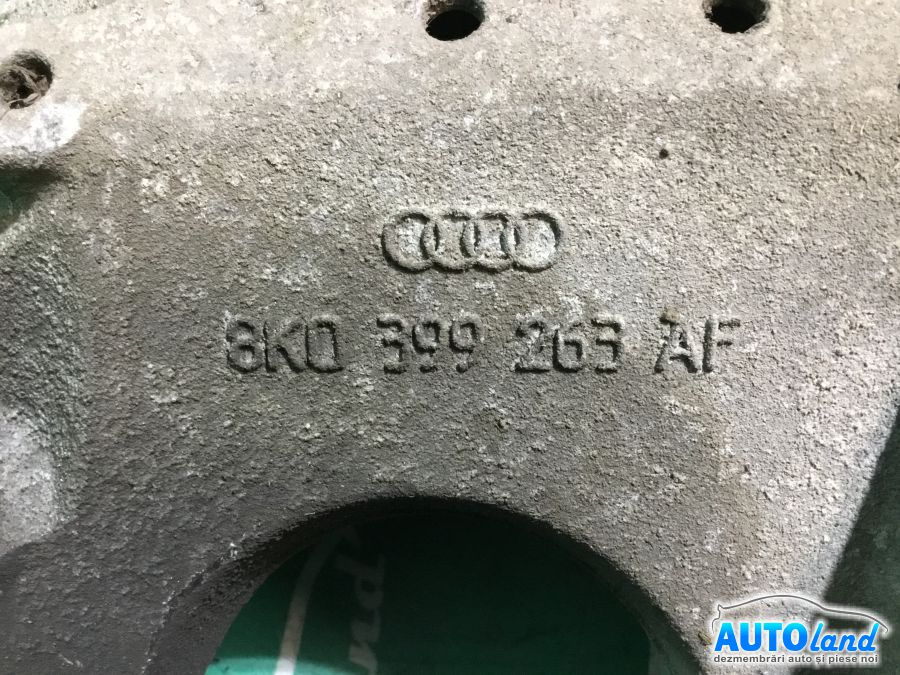 8K0 399 263 AF
AUTOland
dezmembrări auto și piese noi